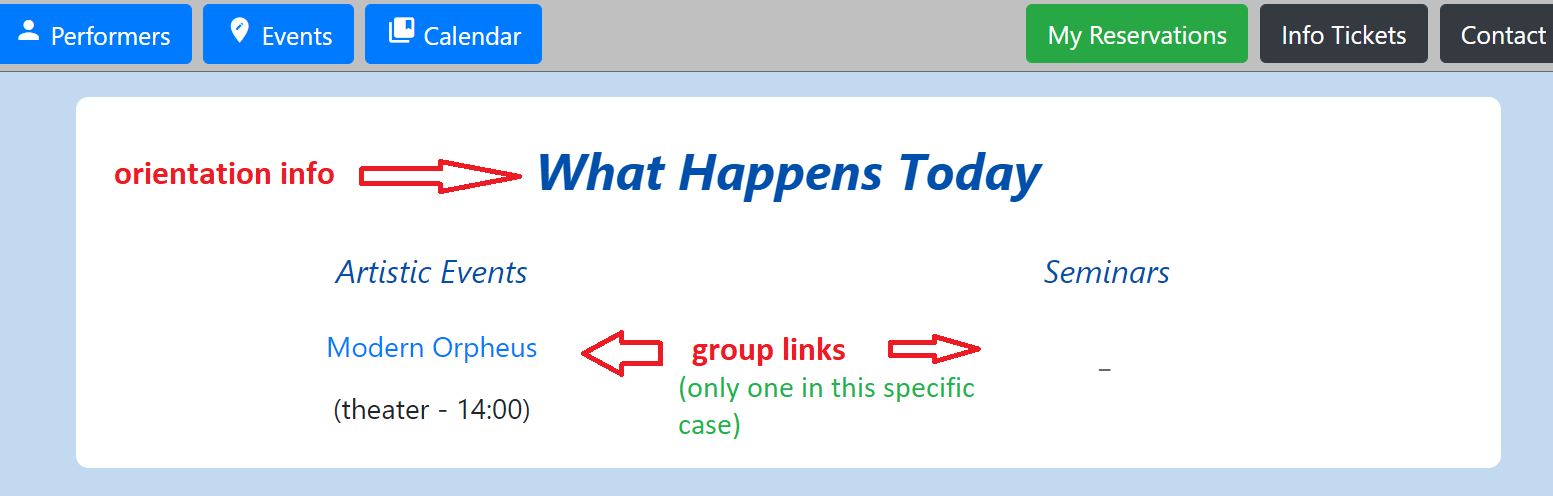 Performers Events Calendar My Reservations Info Tickets Contact
orientation info What Happens Today
Artistic Events Seminars
Modern Orpheus group links –
(only one in this specific
case)
(theater - 14:00)